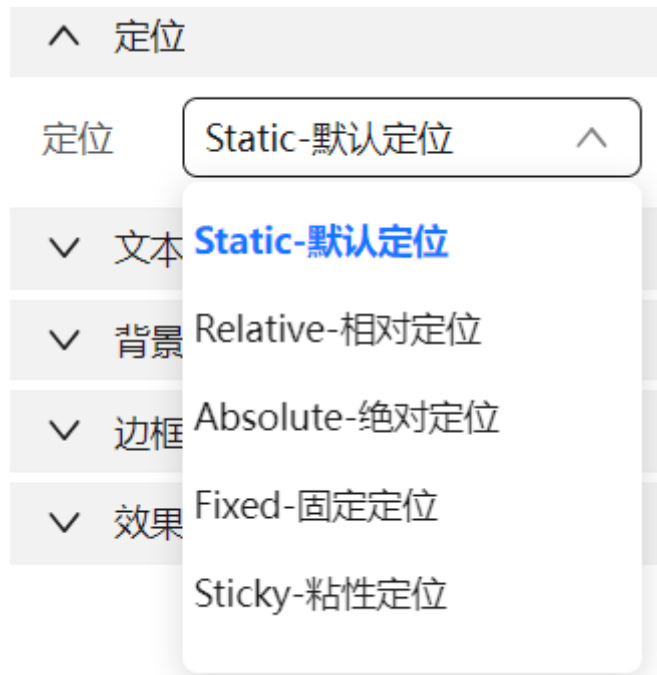 定位
定位
Static-默认定位
文本
背景
边框
效果
Static-默认定位
Relative-相对定位
Absolute-绝对定位
Fixed-固定定位
Sticky-粘性定位